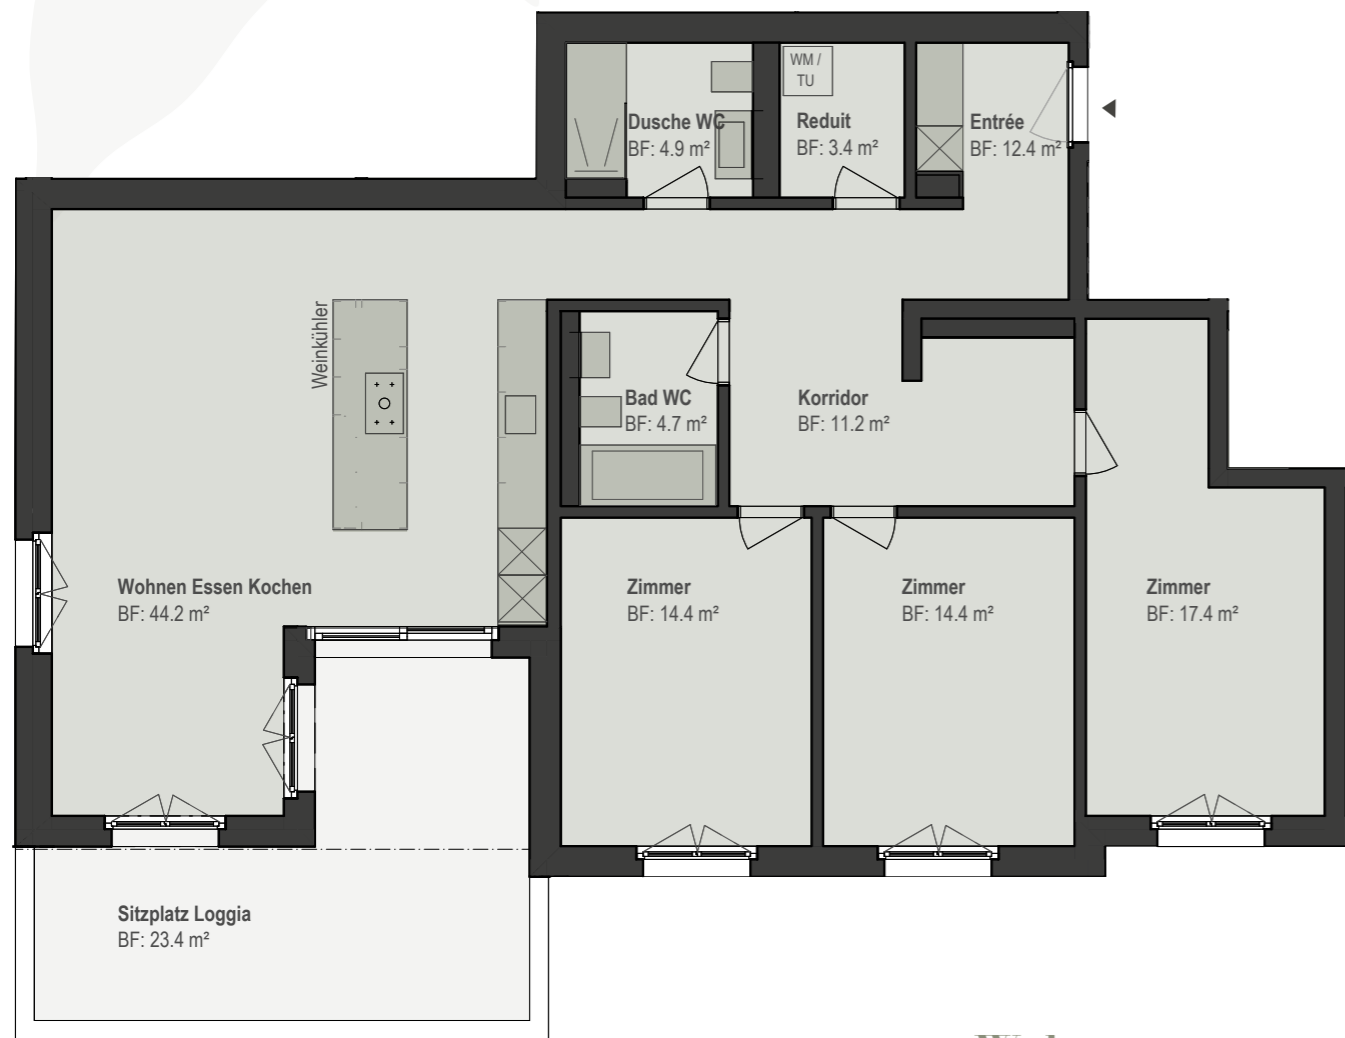 WM /
TU
Dusche WC
BF: 4.9 m²
Reduit
BF: 3.4 m²
Entrée
BF: 12.4 m²
Weinkühler
Bad WC
BF: 4.7 m²
Korridor
BF: 11.2 m²
Wohnen Essen Kochen
BF: 44.2 m²
Zimmer
BF: 14.4 m²
Zimmer
BF: 14.4 m²
Zimmer
BF: 17.4 m²
Sitzplatz Loggia
BF: 23.4 m²